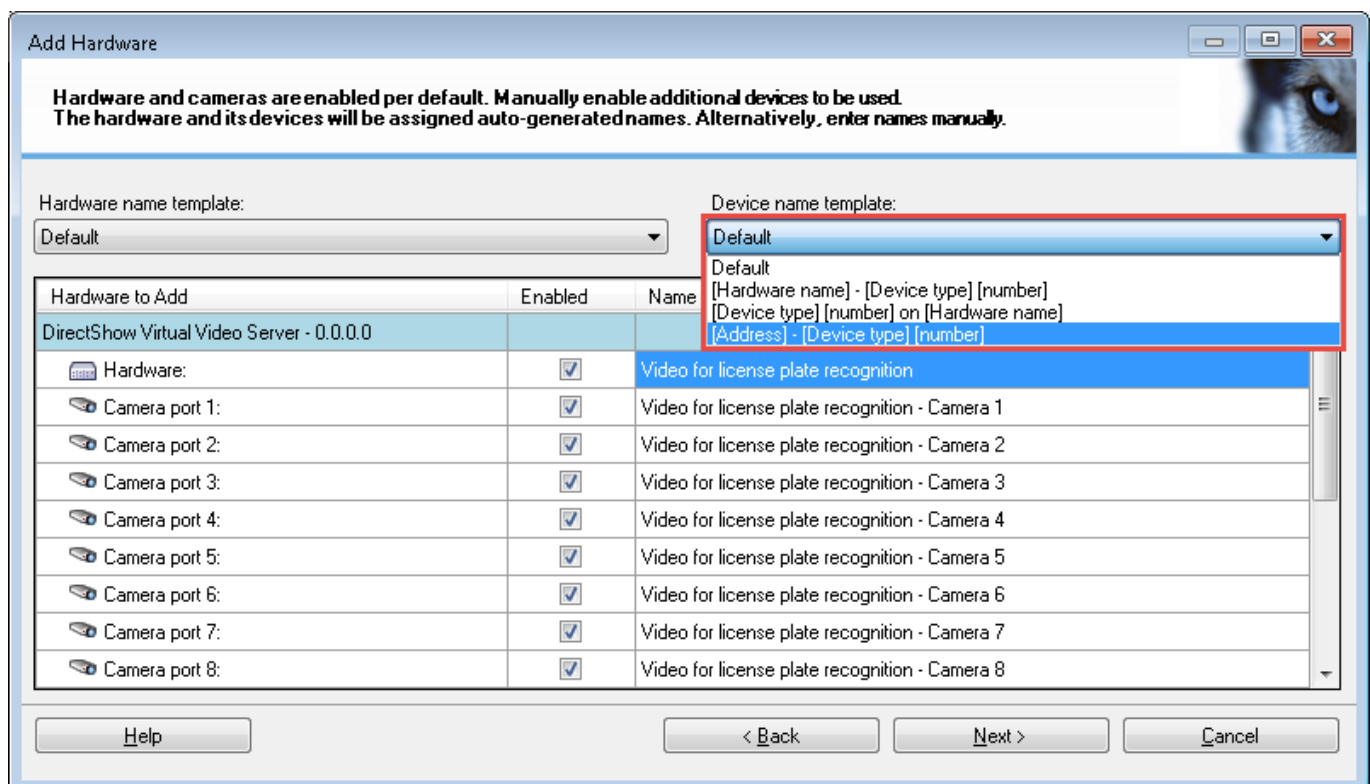 Add Hardware
Hardware and cameras are enabled per default. Manually enable additional devices to be used.
The hardware and its devices will be assigned auto-generated names. Alternatively, enter names manually.
Hardware name template:
Device name template:
Default
Default
Default
[Hardware name] - [Device type] [number]
[Device type] [number] on [Hardware name]
[Address] - [Device type] [number]
Hardware to Add Enabled Name
DirectShow Virtual Video Server - 0.0.0.0
Hardware: Video for license plate recognition
Camera port 1: Video for license plate recognition - Camera 1
Camera port 2: Video for license plate recognition - Camera 2
Camera port 3: Video for license plate recognition - Camera 3
Camera port 4: Video for license plate recognition - Camera 4
Camera port 5: Video for license plate recognition - Camera 5
Camera port 6: Video for license plate recognition - Camera 6
Camera port 7: Video for license plate recognition - Camera 7
Camera port 8: Video for license plate recognition - Camera 8
Help < Back Next > Cancel